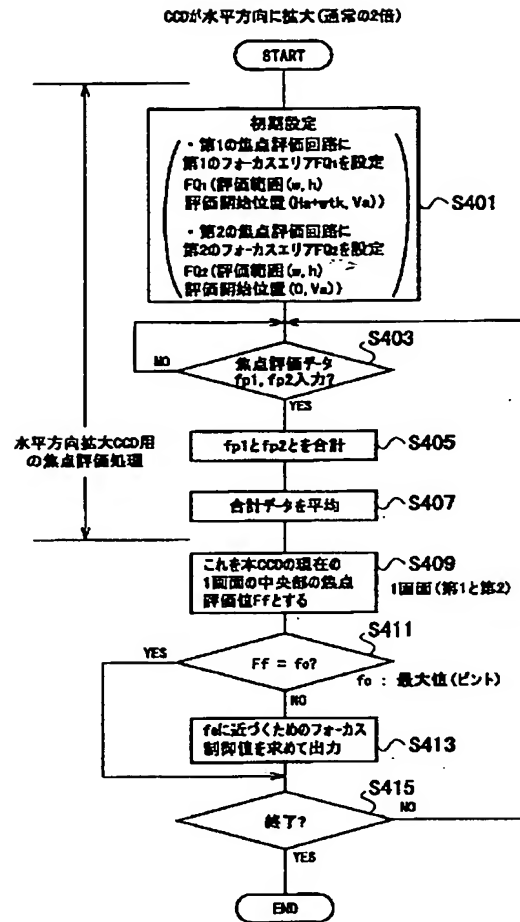 CCDが水平方向に拡大(通常の2倍)
START
初期設定
・第1の焦点評価回路に
第1のフォーカスエリアFQ1を設定
FQ1(評価範囲(w,h)
評価開始位置(Ha+wtk,Va))
・第2の焦点評価回路に
第2のフォーカスエリアFQ2を設定
FQ2(評価範囲(w,h)
評価開始位置(0,Va))
S401
S403
焦点評価データ
fp1,fp2入力?
NO
YES
水平方向拡大CCD用
の焦点評価処理
fp1とfp2とを合計
S405
合計データを平均
S407
これを本CCDの現在の
1画面の中央部の焦点
評価値Ffとする
S409
1画面(第1と第2)
S411
YES
Ff = fo?
fo : 最大値(ピント)
NO
foに近づくためのフォーカス
制御値を求めて出力
S413
S415
終了?
NO
YES
END